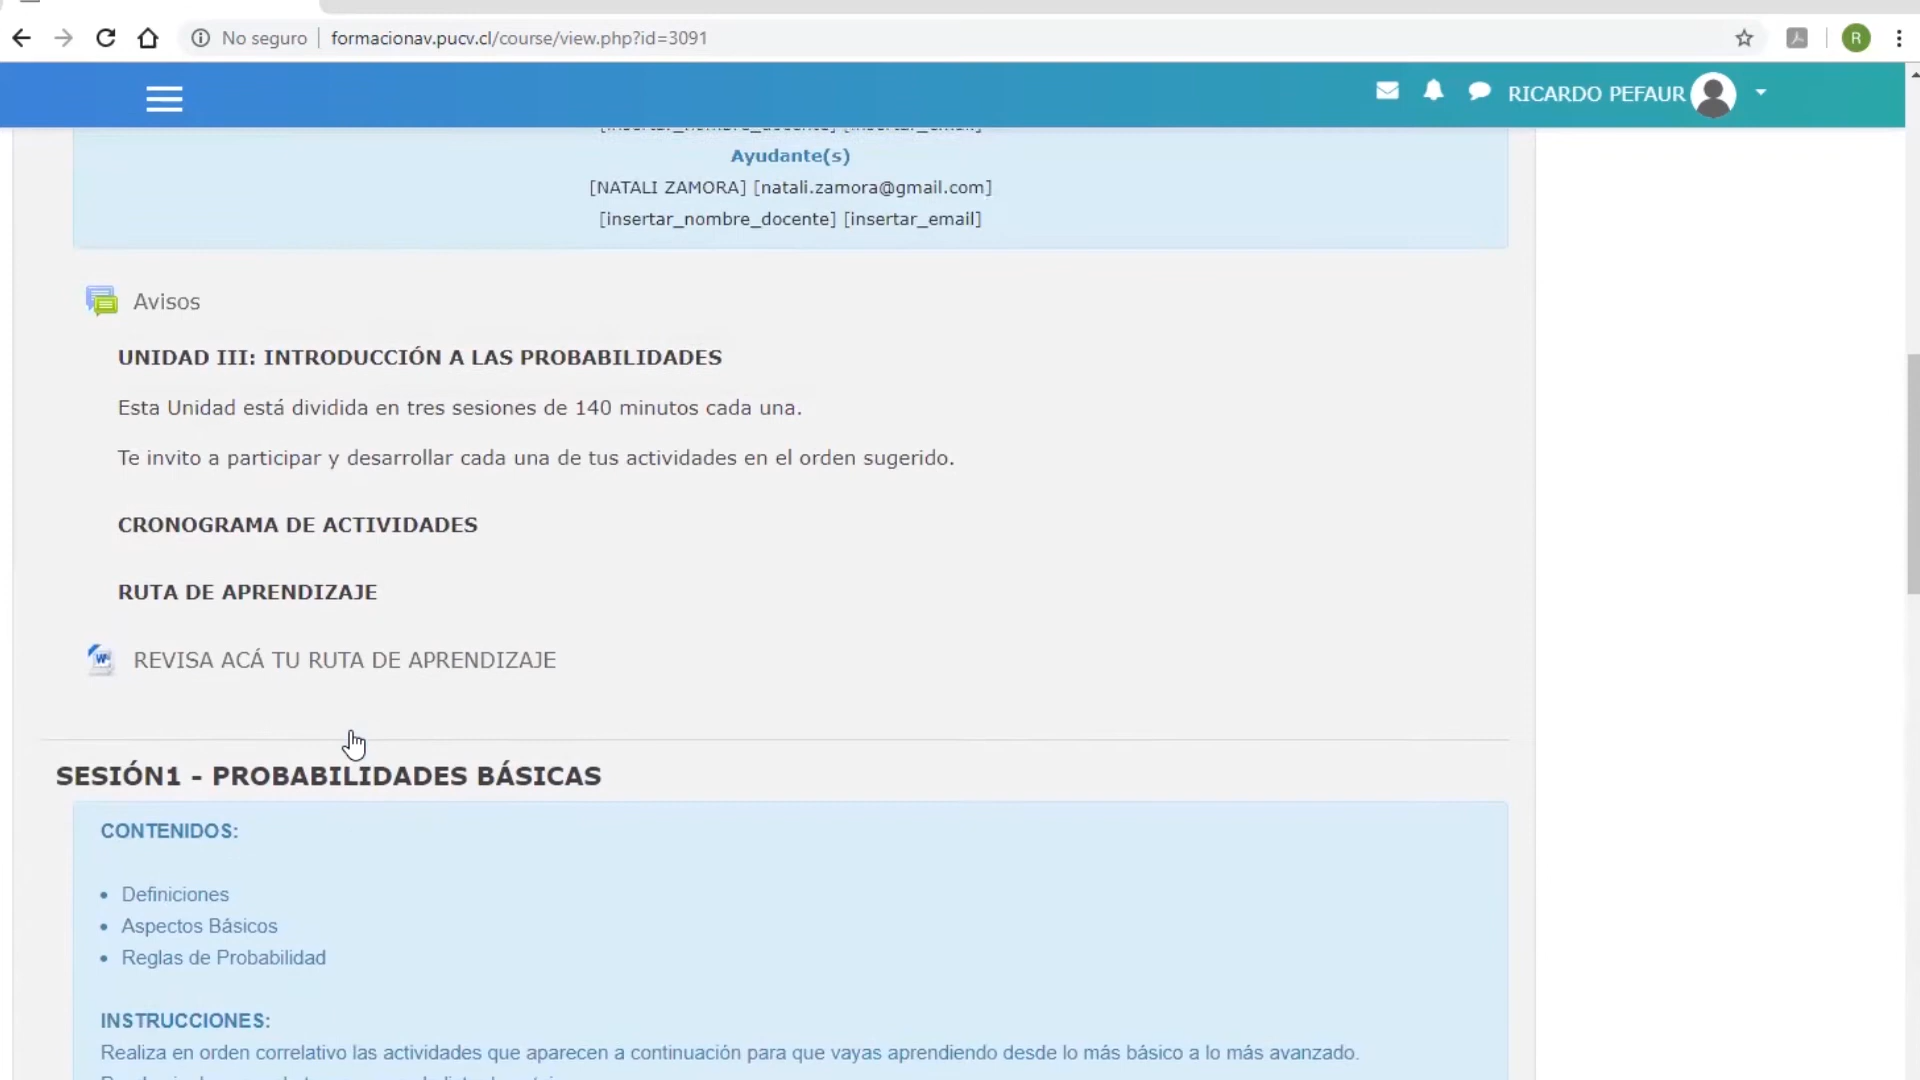 No seguro
formacionav.pucv.cl/course/view.php?id=3091
R
RICARDO PEFAUR
[insertar_nombre_docente] [insertar_email]
Ayudante(s)
[NATALI ZAMORA] [natali.zamora@gmail.com]
[insertar_nombre_docente] [insertar_email]
Avisos
UNIDAD III: INTRODUCCIÓN A LAS PROBABILIDADES
Esta Unidad está dividida en tres sesiones de 140 minutos cada una.
Te invito a participar y desarrollar cada una de tus actividades en el orden sugerido.
CRONOGRAMA DE ACTIVIDADES
RUTA DE APRENDIZAJE
W
REVISA ACÁ TU RUTA DE APRENDIZAJE
SESIÓN1 - PROBABILIDADES BÁSICAS
CONTENIDOS:
• Definiciones
• Aspectos Básicos
• Reglas de Probabilidad
INSTRUCCIONES:
Realiza en orden correlativo las actividades que aparecen a continuación para que vayas aprendiendo desde lo más básico a lo más avanzado.